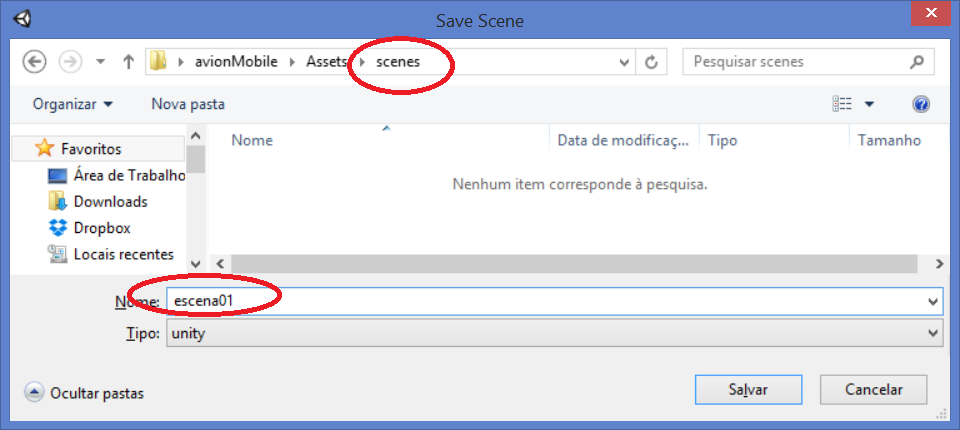 Save Scene
avionMobile Assets scenes
Pesquisar scenes
Organizar Nova pasta
Favoritos
Área de Trabalho
Downloads
Dropbox
Locais recentes
Nome Data de modificaç... Tipo Tamanho
Nenhum item corresponde à pesquisa.
Nome: escena01
Tipo: unity
Ocultar pastas
Salvar Cancelar